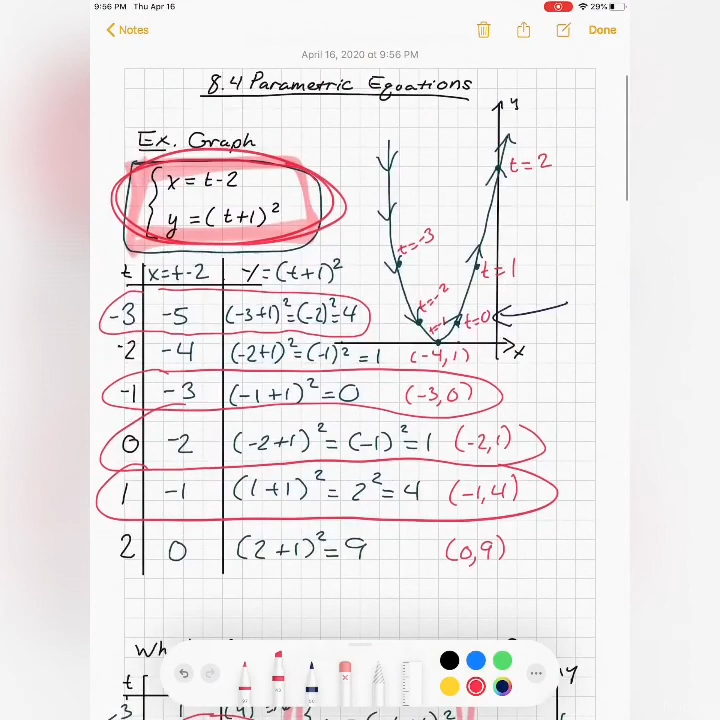 9:56 PM Thu Apr 16 29%
Notes Done
April 16, 2020 at 9:56 PM
8.4 Parametric Equations
Ex. Graph
x = t-2
y = (t+1)²
y
t=2
t=-3
t=1
t=-2
t=-1
t=0
x
t x=t-2 y=(t+1)²
-3 -5 (-3+1)²=(-2)²=4
-2 -4 (-2+1)²=(-1)²=1 (-4,1)
-1 -3 (-1+1)²=0 (-3,0)
0 -2 (-2+1)²=(-1)²=1 (-2,1)
1 -1 (1+1)²=2²=4 (-1,4)
2 0 (2+1)²=9 (0,9)
t
y
-3